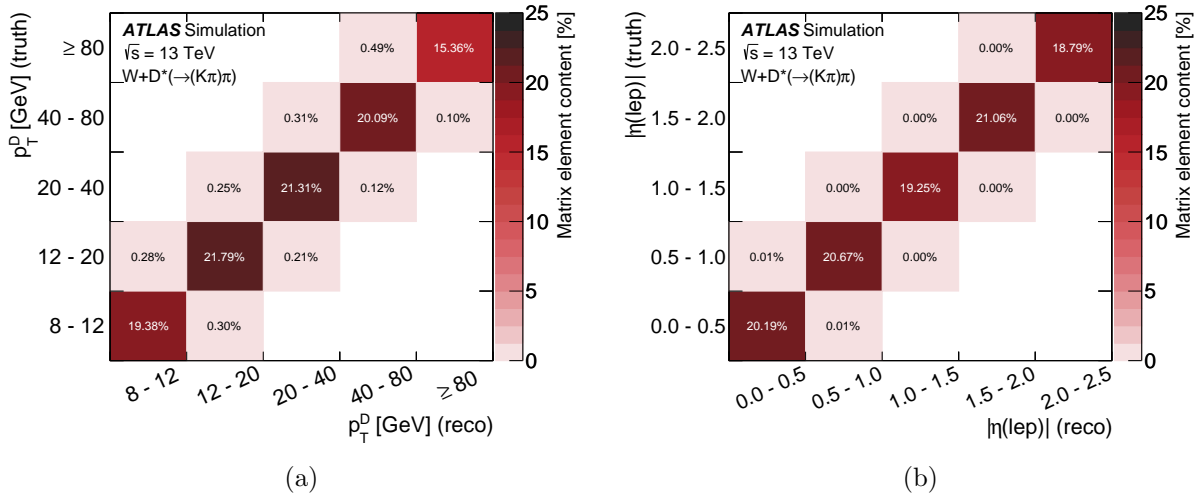 ATLAS Simulation
√s = 13 TeV
W+D*(→(Kπ)π)
p_T^D [GeV] (truth)
≥ 80
40 - 80
20 - 40
12 - 20
8 - 12
0.49% 15.36%
0.31% 20.09% 0.10%
0.25% 21.31% 0.12%
0.28% 21.79% 0.21%
19.38% 0.30%
8 - 12 12 - 20 20 - 40 40 - 80 ≥ 80
p_T^D [GeV] (reco)
25
20
15
10
5
0
Matrix element content [%]
(a)
ATLAS Simulation
√s = 13 TeV
W+D*(→(Kπ)π)
|η(lep)| (truth)
2.0 - 2.5
1.5 - 2.0
1.0 - 1.5
0.5 - 1.0
0.0 - 0.5
0.00% 18.79%
0.00% 21.06% 0.00%
0.00% 19.25% 0.00%
0.01% 20.67% 0.00%
20.19% 0.01%
0.0 - 0.5 0.5 - 1.0 1.0 - 1.5 1.5 - 2.0 2.0 - 2.5
|η(lep)| (reco)
25
20
15
10
5
0
Matrix element content [%]
(b)